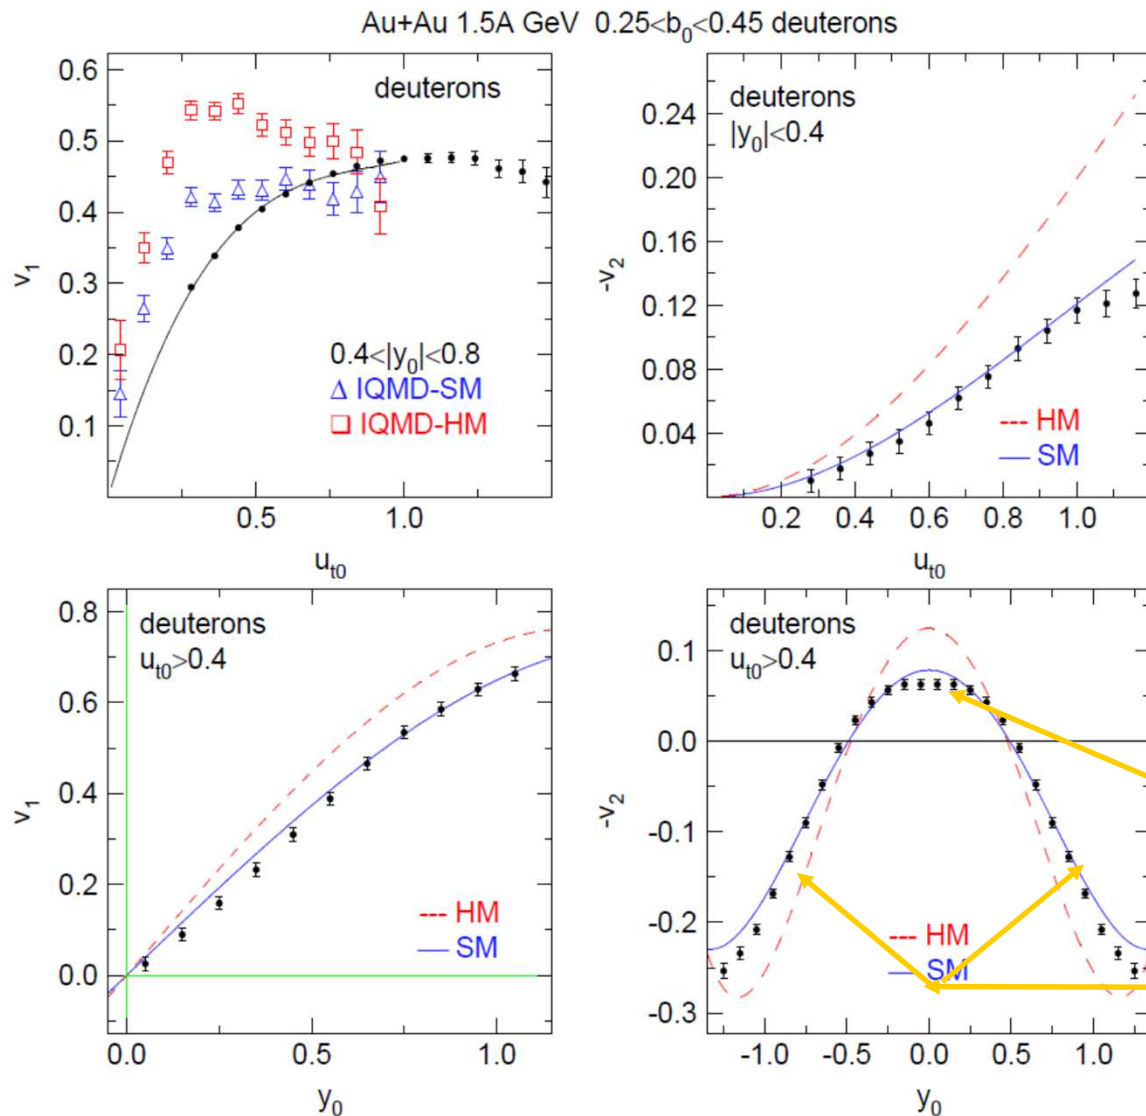 Au+Au 1.5A GeV 0.25<b₀<0.45 deuterons
deuterons
0.4<|y₀|<0.8
△ IQMD-SM
□ IQMD-HM
v₁
0.6
0.5
0.4
0.3
0.2
0.1
0.5 1.0
uₜ₀
deuterons
|y₀|<0.4
--- HM
— SM
-v₂
0.24
0.20
0.16
0.12
0.08
0.04
0.2 0.4 0.6 0.8 1.0
uₜ₀
deuterons
uₜ₀>0.4
--- HM
— SM
v₁
0.8
0.6
0.4
0.2
0.0
0.0 0.5 1.0
y₀
deuterons
uₜ₀>0.4
--- HM
— SM
-v₂
0.1
0.0
-0.1
-0.2
-0.3
-1.0 -0.5 0.0 0.5 1.0
y₀